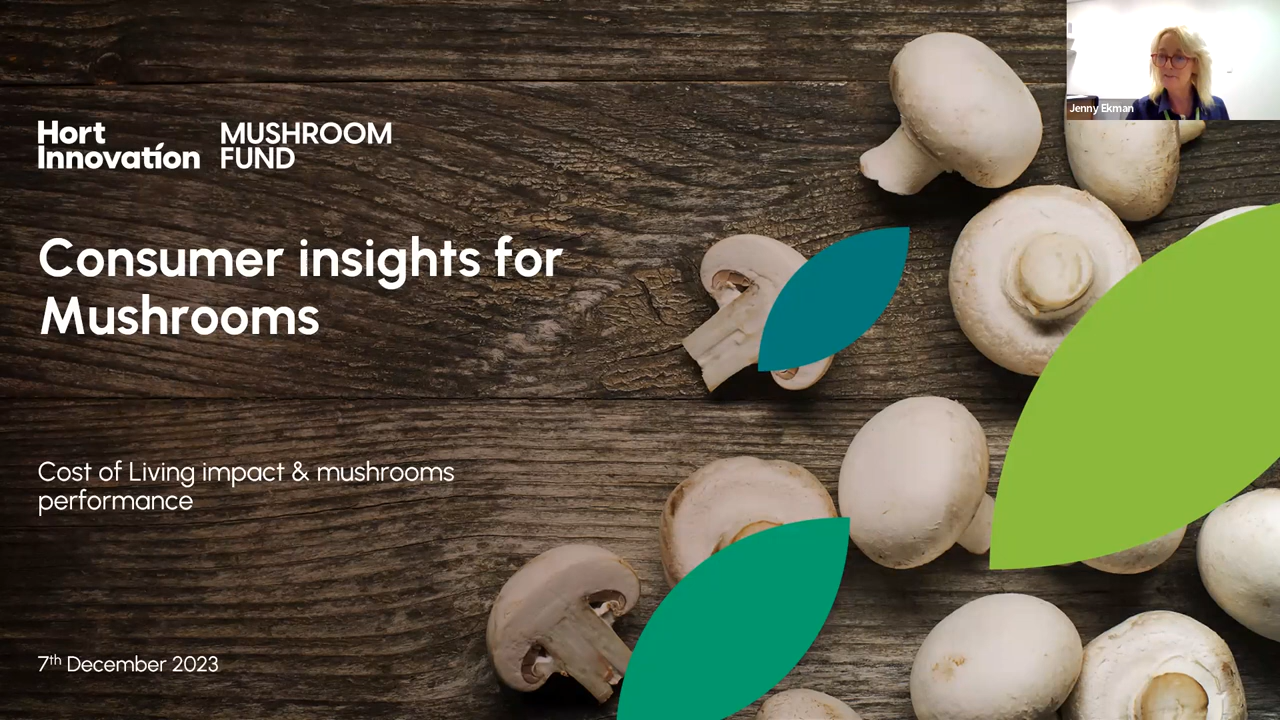 Jenny Ekman
Hort
Innovation
MUSHROOM
FUND
Consumer insights for
Mushrooms
Cost of Living impact & mushrooms
performance
7th December 2023